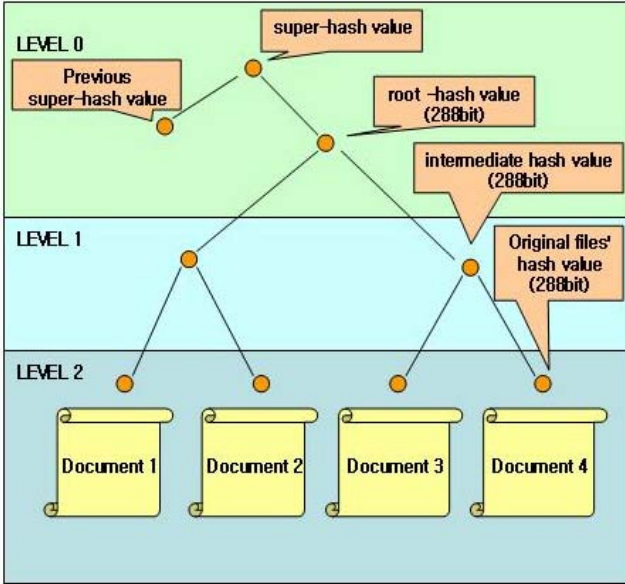 super-hash value
LEVEL 0
Previous
super-hash value
root -hash value
(288bit)
intermediate hash value
(288bit)
LEVEL 1
Original files'
hash value
(288bit)
LEVEL 2
Document 1
Document 2
Document 3
Document 4